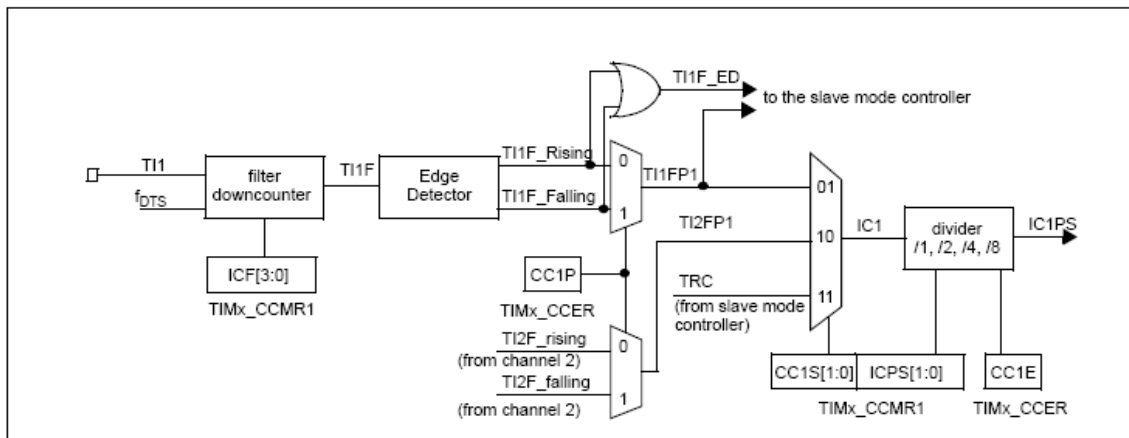 TI1F_ED
to the slave mode controller
TI1
f_DTS
filter
downcounter
TI1F
Edge
Detector
TI1F_Rising
TI1F_Falling
0
1
TI1FP1
TI2FP1
01
10
11
IC1
divider
/1, /2, /4, /8
IC1PS
ICF[3:0]
TIMx_CCMR1
CC1P
TIMx_CCER
TRC
(from slave mode
controller)
TI2F_rising
(from channel 2)
TI2F_falling
(from channel 2)
0
1
CC1S[1:0]
ICPS[1:0]
TIMx_CCMR1
CC1E
TIMx_CCER